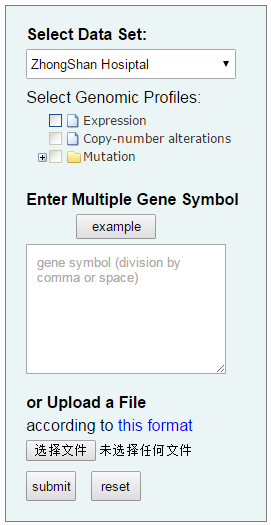 Select Data Set:
ZhongShan Hosiptal
Select Genomic Profiles:
Expression
Copy-number alterations
Mutation
Enter Multiple Gene Symbol
example
gene symbol (division by
comma or space)
or Upload a File
according to this format
选择文件 未选择任何文件
submit reset